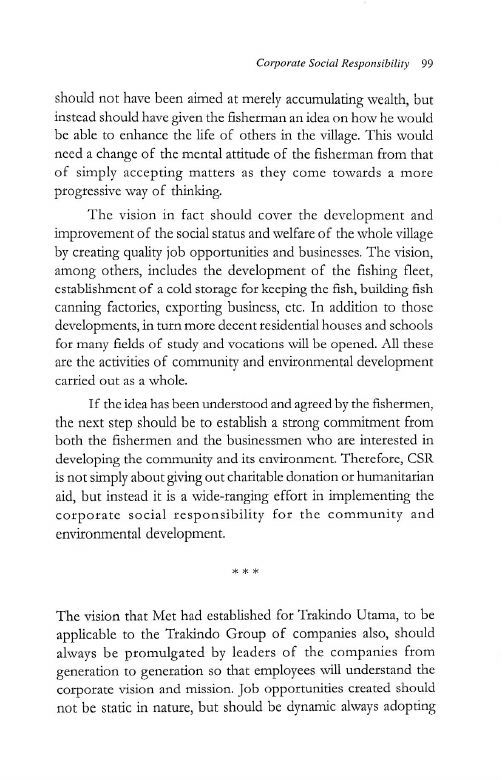 Corporate Social Responsibility 99
should not have been aimed at merely accumulating wealth, but
instead should have given the fisherman an idea on how he would
be able to enhance the life of others in the village. This would
need a change of the mental attitude of the fisherman from that
of simply accepting matters as they come towards a more
progressive way of thinking.
The vision in fact should cover the development and
improvement of the social status and welfare of the whole village
by creating quality job opportunities and businesses. The vision,
among others, includes the development of the fishing fleet,
establishment of a cold storage for keeping the fish, building fish
canning factories, exporting business, etc. In addition to those
developments, in turn more decent residential houses and schools
for many fields of study and vocations will be opened. All these
are the activities of community and environmental development
carried out as a whole.
If the idea has been understood and agreed by the fishermen,
the next step should be to establish a strong commitment from
both the fishermen and the businessmen who are interested in
developing the community and its environment. Therefore, CSR
is not simply about giving out charitable donation or humanitarian
aid, but instead it is a wide-ranging effort in implementing the
corporate social responsibility for the community and
environmental development.
***
The vision that Met had established for Trakindo Utama, to be
applicable to the Trakindo Group of companies also, should
always be promulgated by leaders of the companies from
generation to generation so that employees will understand the
corporate vision and mission. Job opportunities created should
not be static in nature, but should be dynamic always adopting